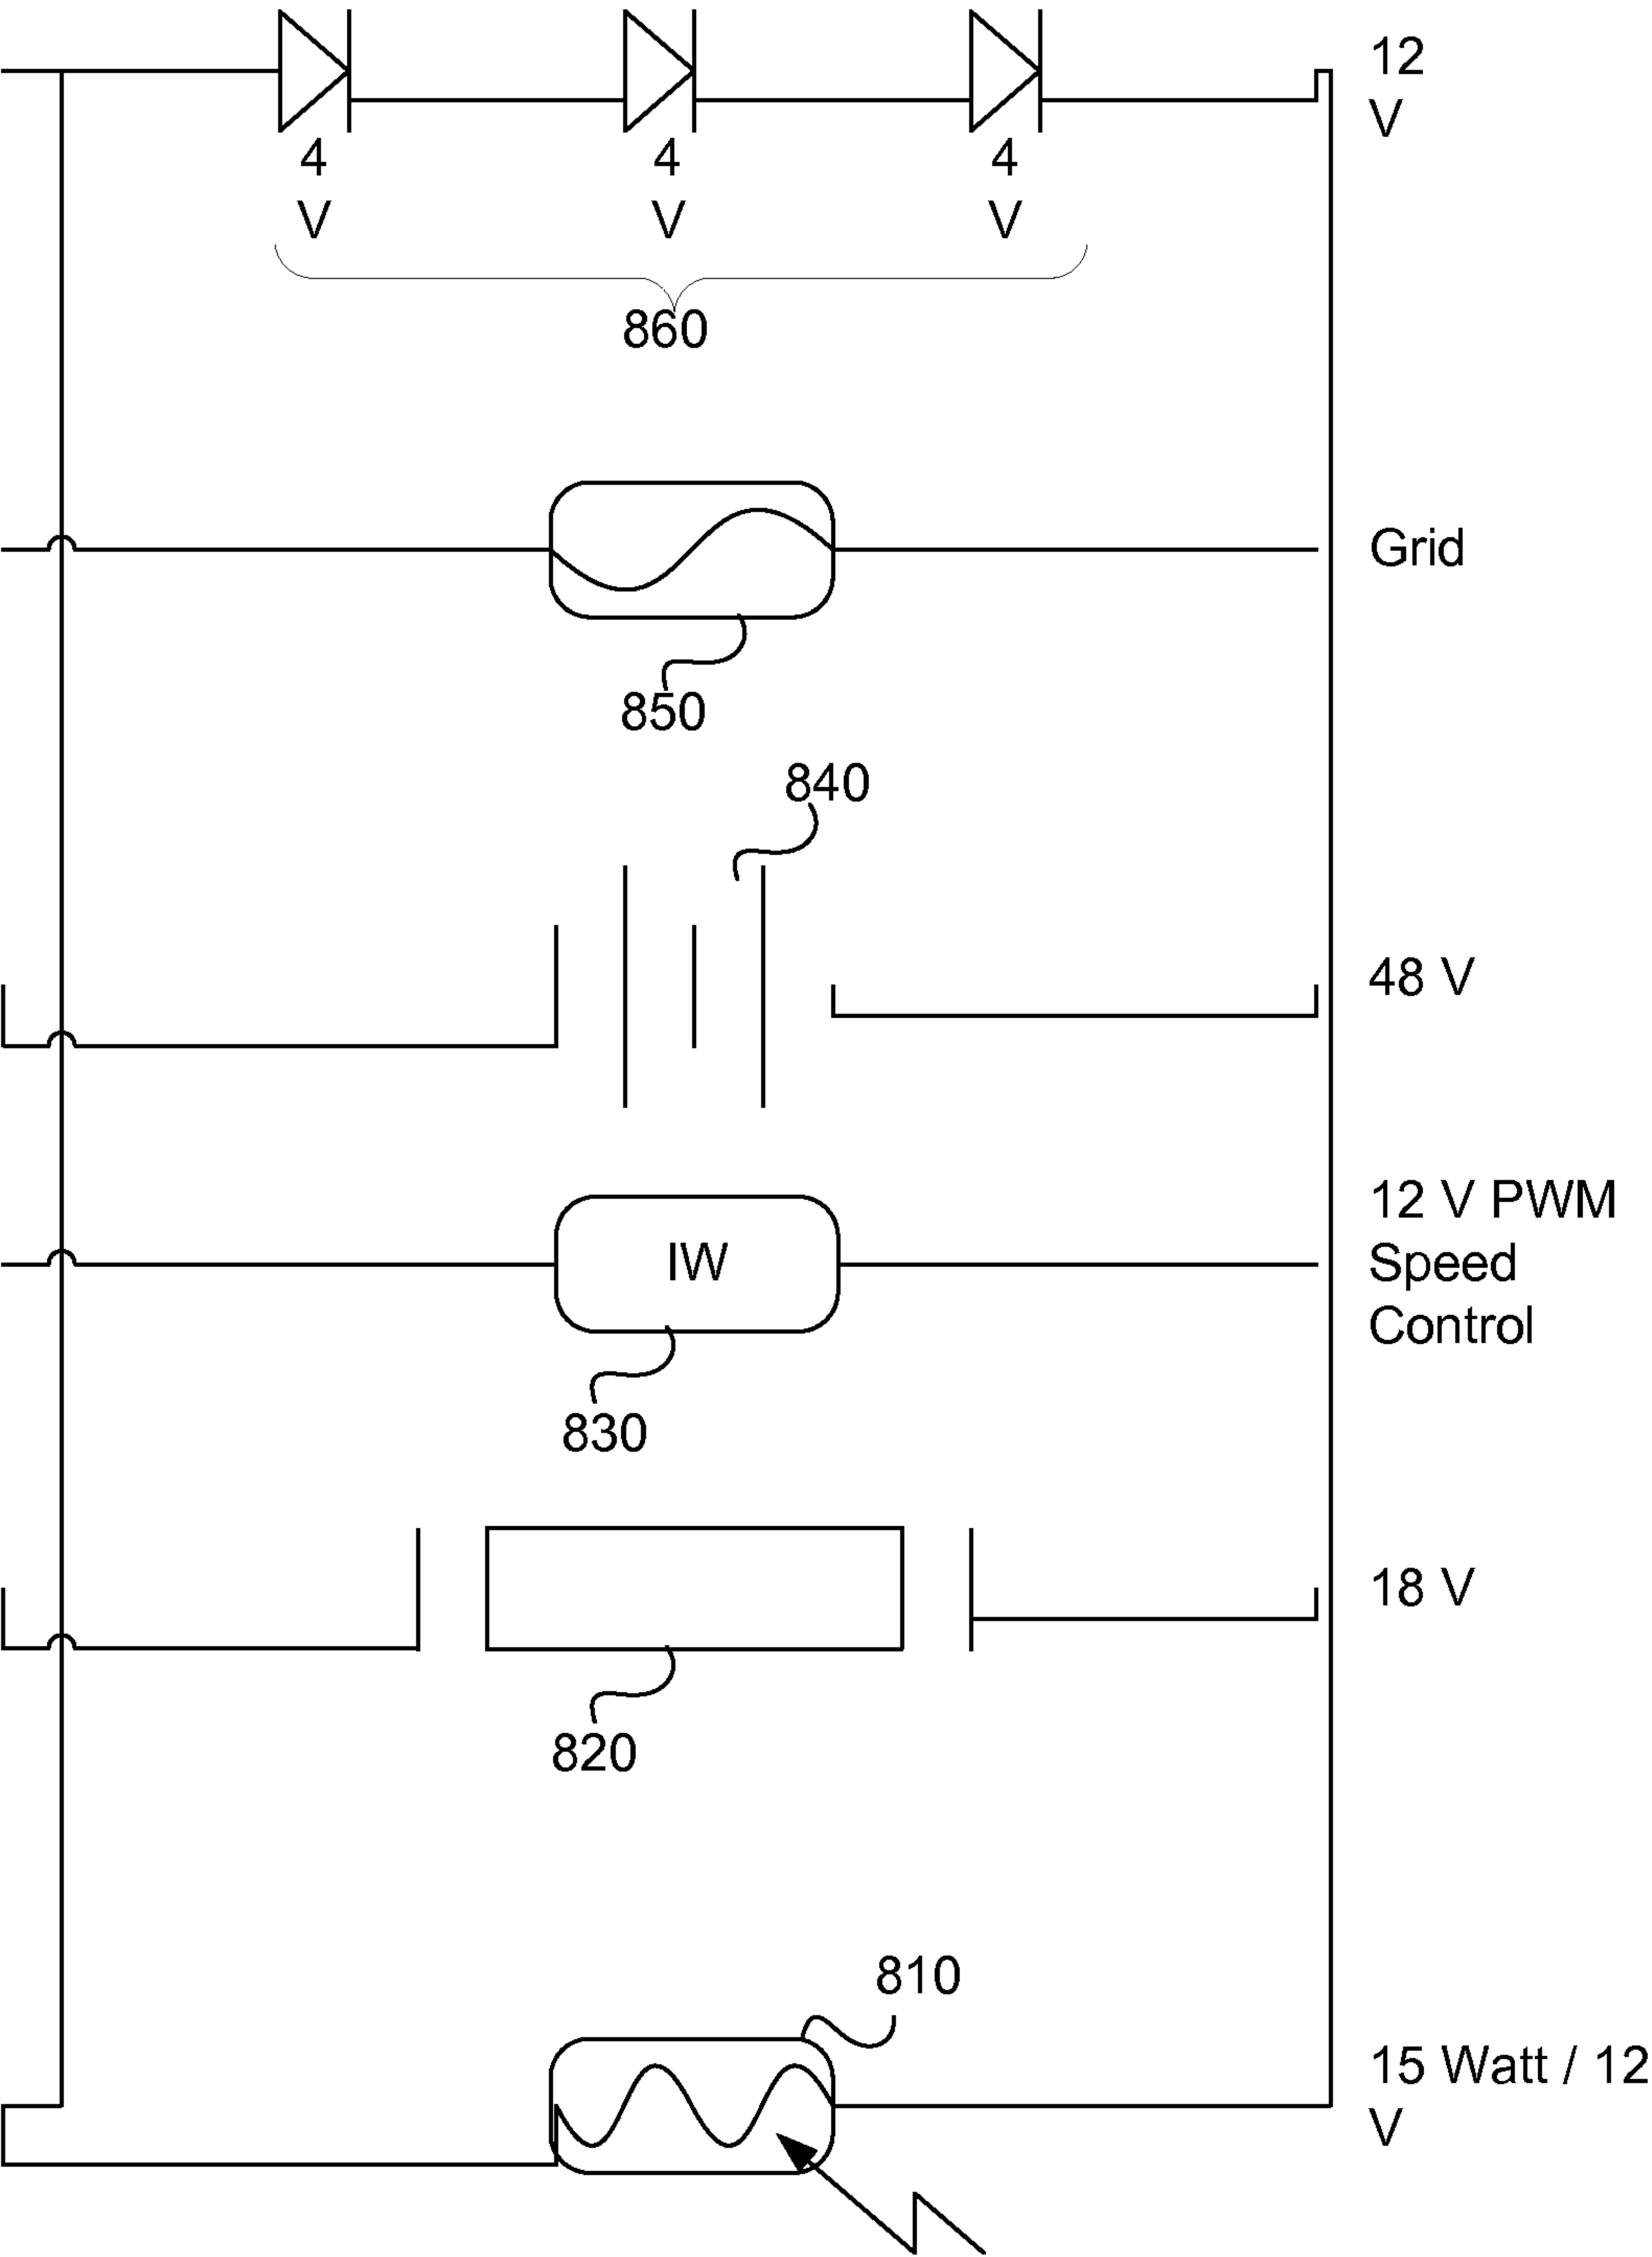 12
V
4 4 4
V V V
860
Grid
850
840
48 V
12 V PWM
Speed
Control
IW
830
18 V
820
810
15 Watt / 12
V